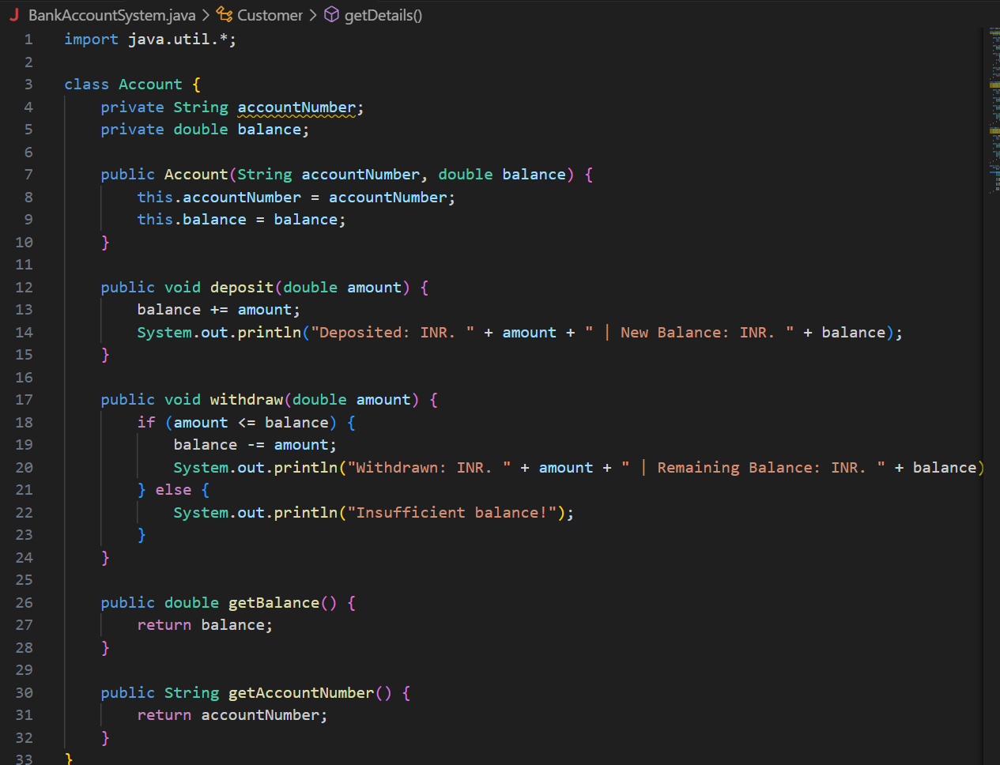 BankAccountSystem.java > Customer > getDetails()
1 import java.util.*;
2
3 class Account {
4     private String accountNumber;
5     private double balance;
6
7     public Account(String accountNumber, double balance) {
8         this.accountNumber = accountNumber;
9         this.balance = balance;
10     }
11
12     public void deposit(double amount) {
13         balance += amount;
14         System.out.println("Deposited: INR. " + amount + " | New Balance: INR. " + balance);
15     }
16
17     public void withdraw(double amount) {
18         if (amount <= balance) {
19             balance -= amount;
20             System.out.println("Withdrawn: INR. " + amount + " | Remaining Balance: INR. " + balance)
21         } else {
22             System.out.println("Insufficient balance!");
23         }
24     }
25
26     public double getBalance() {
27         return balance;
28     }
29
30     public String getAccountNumber() {
31         return accountNumber;
32     }
33 }